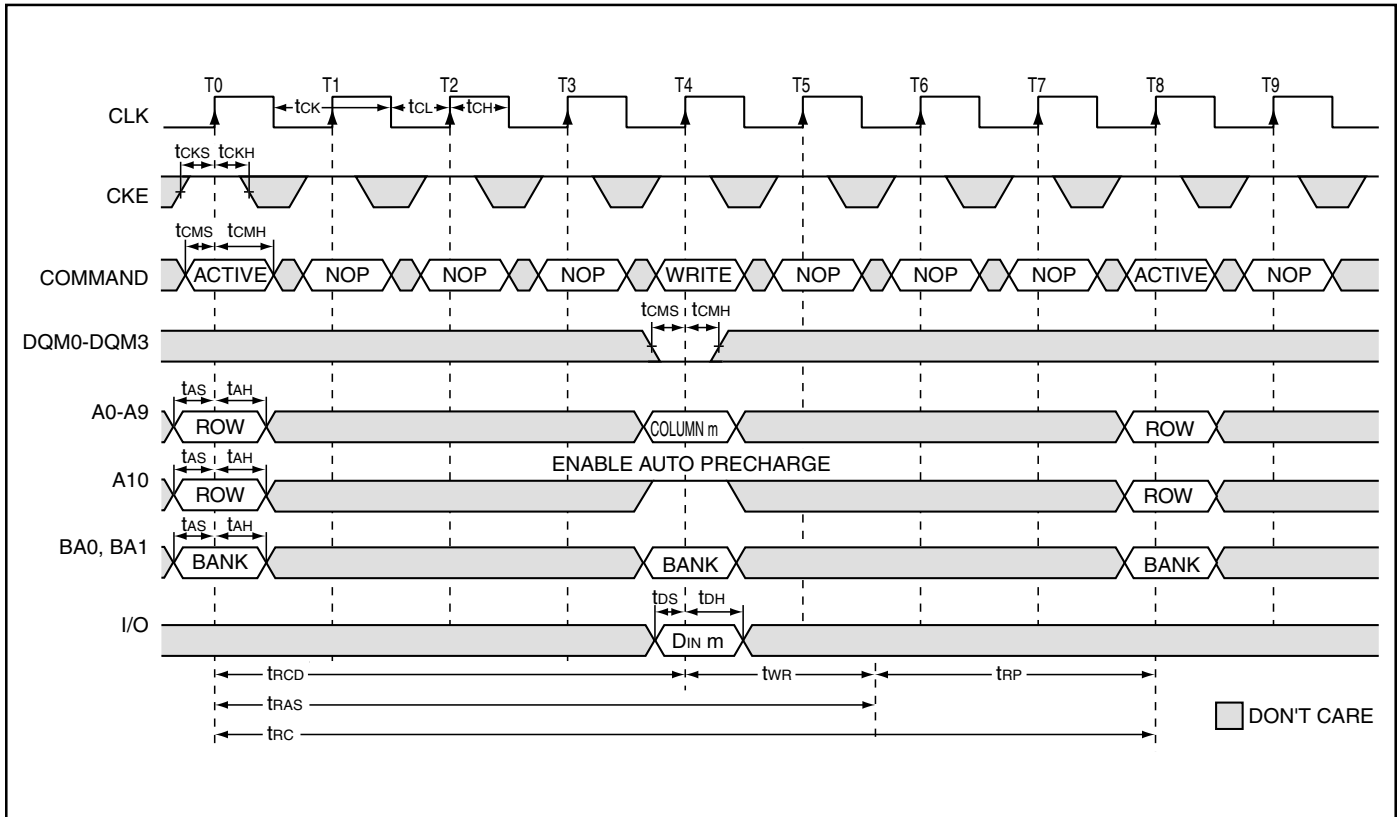 T0 T1 T2 T3 T4 T5 T6 T7 T8 T9
CLK tCK tCL tCH
tCKS tCKH
CKE
tCMS tCMH
COMMAND ACTIVE NOP NOP NOP WRITE NOP NOP NOP ACTIVE NOP
tCMS tCMH
DQM0-DQM3
tAS tAH
A0-A9 ROW COLUMN m ROW
ENABLE AUTO PRECHARGE
tAS tAH
A10 ROW ROW
tAS tAH
BA0, BA1 BANK BANK BANK
tDS tDH
I/O DIN m
tRCD tWR tRP
tRAS
tRC
DON'T CARE